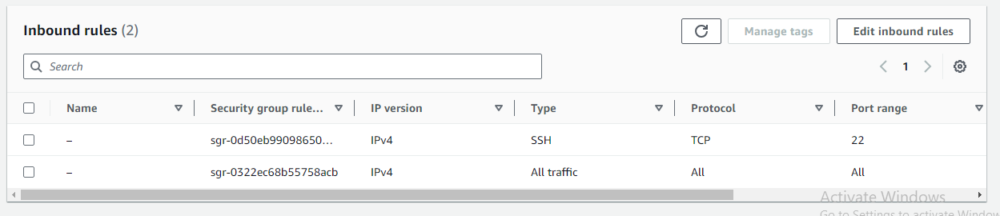 Inbound rules (2)
Manage tags
Edit inbound rules
Search
1
Name Security group rule... IP version Type Protocol Port range
– sgr-0d50eb99098650... IPv4 SSH TCP 22
– sgr-0322ec68b55758acb IPv4 All traffic All All
Activate Windows
Go to Settings to activate Window